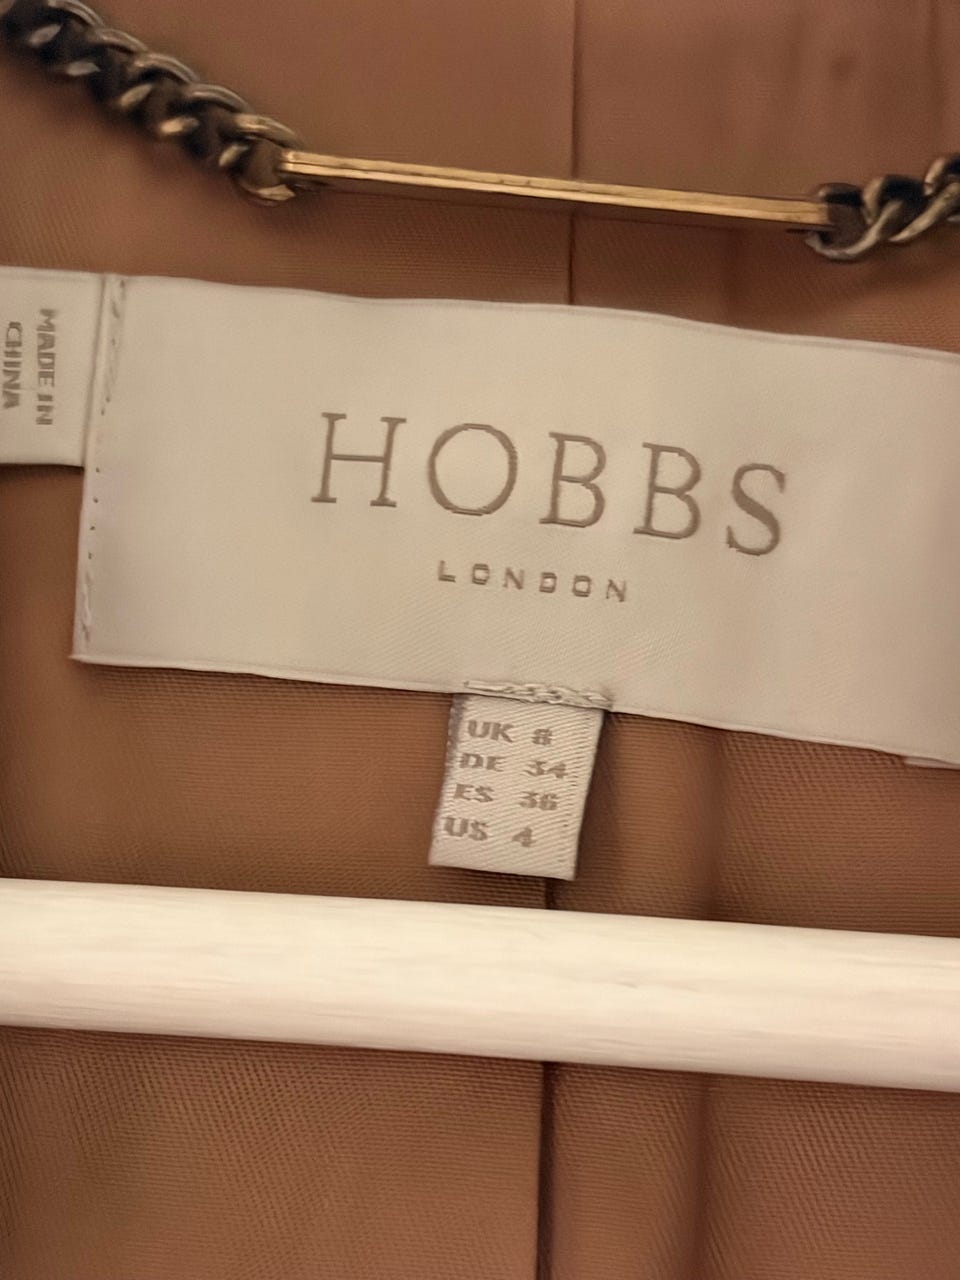 MADE IN
CHINA
HOBBS
LONDON
UK 8
DE 34
ES 36
US 4